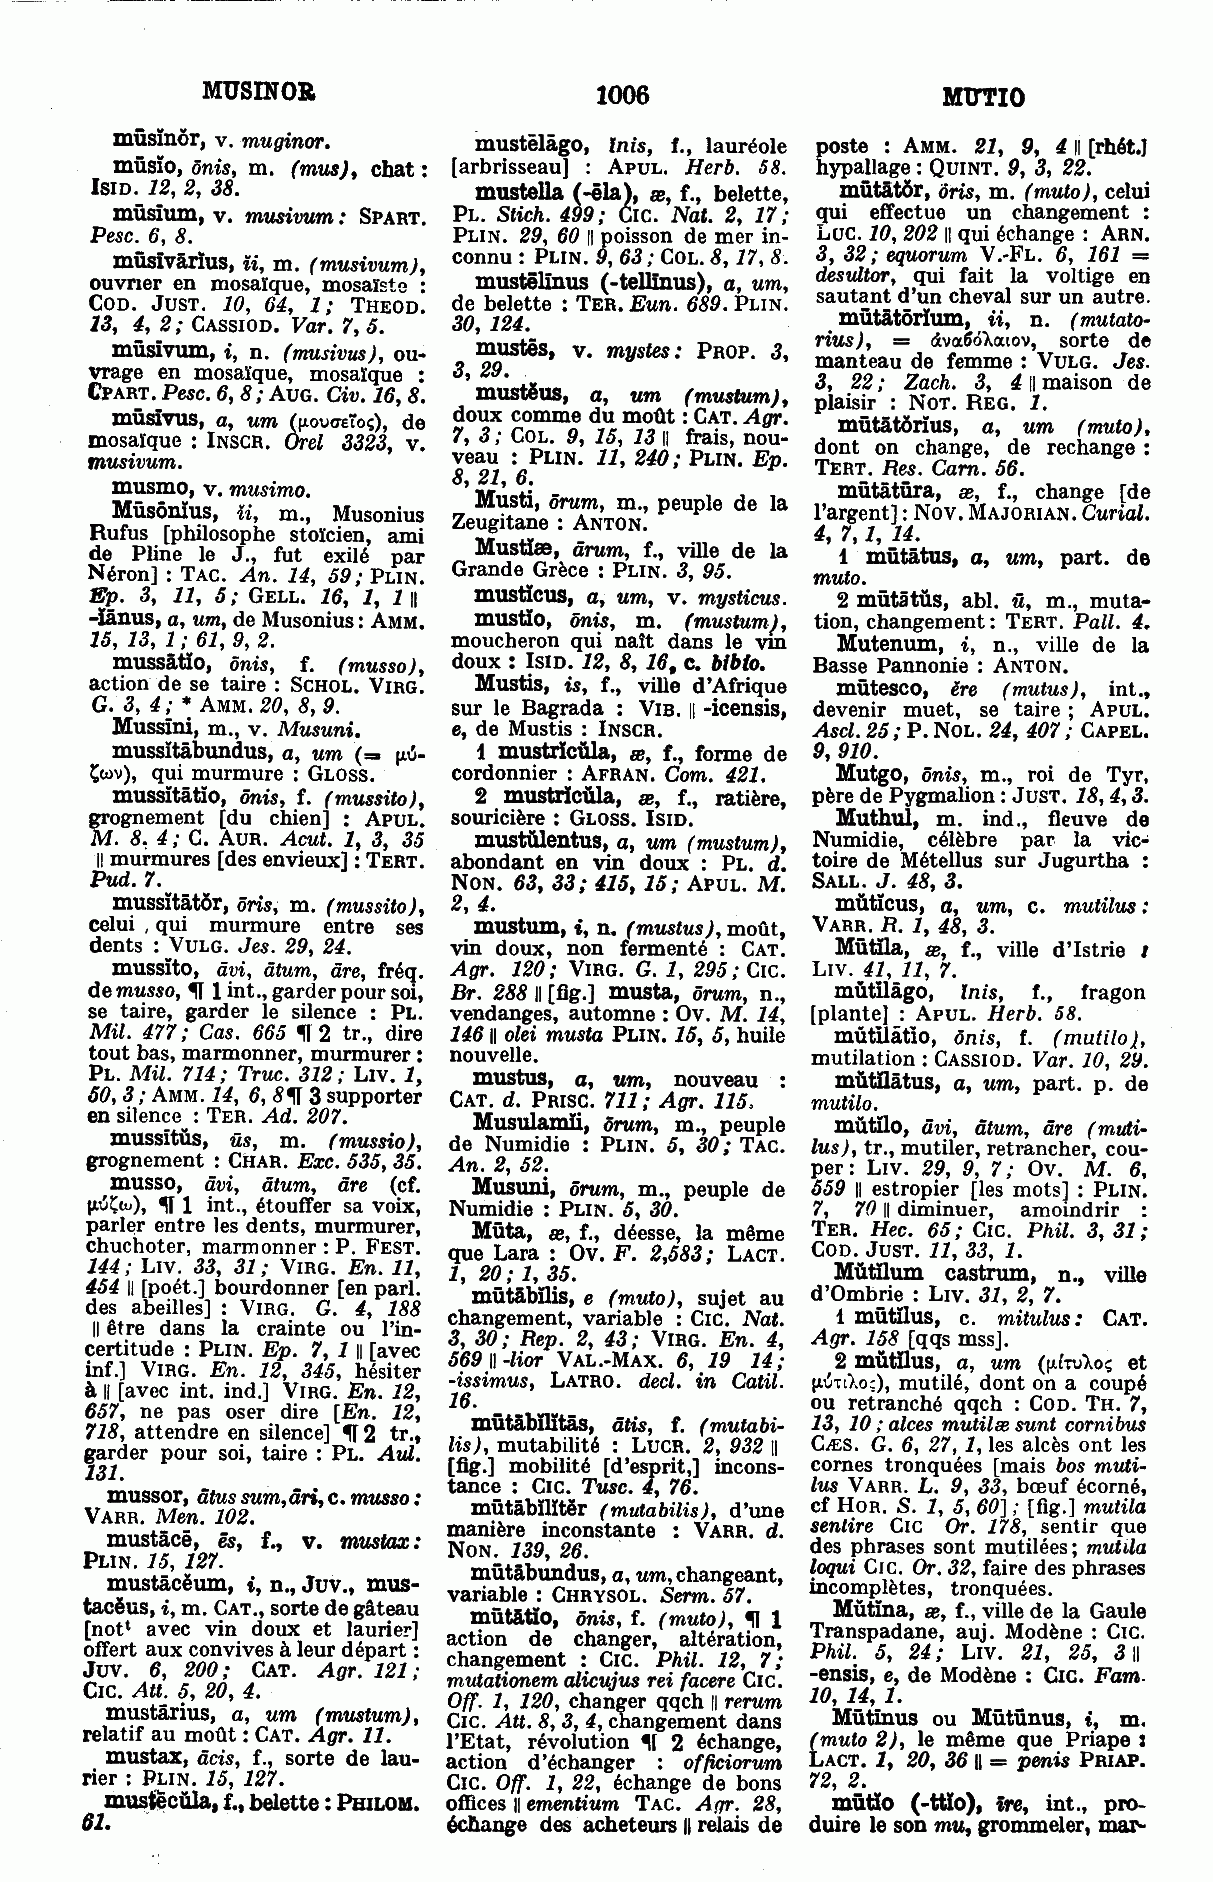 MUSINOR
1006
MUTIO
mūsĭnŏr, v. muginor.
mūsĭo, ōnis, m. (mus), chat :
ISID. 12, 2, 38.
mūsīum, v. musivum : SPART.
Pesc. 6, 8.
mūsīvārĭus, ĭi, m. (musivum),
ouvrier en mosaïque, mosaïste :
COD. JUST. 10, 64, 1 ; THEOD.
13, 4, 2 ; CASSIOD. Var. 7, 5.
mūsīvum, i, n. (musivus), ou-
vrage en mosaïque, mosaïque :
CPART. Pesc. 6, 8 ; AUG. Civ. 16, 8.
mūsīvus, a, um (μουσεῖος), de
mosaïque : INSCR. Orel 3323, v.
musivum.
musmo, v. musimo.
Mūsōnĭus, ĭi, m., Musonius
Rufus [philosophe stoïcien, ami
de Pline le J., fut exilé par
Néron] : TAC. An. 14, 59 ; PLIN.
Ep. 3, 11, 5 ; GELL. 16, 1, 1 ||
-ĭānus, a, um, de Musonius : AMM.
15, 13, 1 ; 61, 9, 2.
mussātĭo, ōnis, f. (musso),
action de se taire : SCHOL. VIRG.
G. 3, 4 ; * AMM. 20, 8, 9.
Mussīni, m., v. Musuni.
mussĭtābundus, a, um (= μύ-
ζων), qui murmure : GLOSS.
mussĭtātĭo, ōnis, f. (mussito),
grognement [du chien] : APUL.
M. 8. 4 ; C. AUR. Acut. 1, 3, 35
|| murmures [des envieux] : TERT.
Pud. 7.
mussĭtātŏr, ōris, m. (mussito),
celui , qui murmure entre ses
dents : VULG. Jes. 29, 24.
mussĭto, āvi, ātum, āre, fréq.
de musso, ¶ 1 int., garder pour soi,
se taire, garder le silence : PL.
Mil. 477 ; Cas. 665 ¶ 2 tr., dire
tout bas, marmonner, murmurer :
PL. Mil. 714 ; Truc. 312 ; LIV. 1,
50, 3 ; AMM. 14, 6, 8 ¶ 3 supporter
en silence : TER. Ad. 207.
mussĭtŭs, ūs, m. (mussio),
grognement : CHAR. Exc. 535, 35.
musso, āvi, ātum, āre (cf.
μύζω), ¶ 1 int., étouffer sa voix,
parler entre les dents, murmurer,
chuchoter, marmonner : P. FEST.
144 ; LIV. 33, 31 ; VIRG. En. 11,
454 || [poét.] bourdonner [en parl.
des abeilles] : VIRG. G. 4, 188
|| être dans la crainte ou l'in-
certitude : PLIN. Ep. 7, 1 || [avec
inf.] VIRG. En. 12, 345, hésiter
à || [avec int. ind.] VIRG. En. 12,
657, ne pas oser dire [En. 12,
718, attendre en silence] ¶ 2 tr.,
garder pour soi, taire : PL. Aul.
131.
mussor, ātus sum, āri, c. musso :
VARR. Men. 102.
mustācē, ēs, f., v. mustax :
PLIN. 15, 127.
mustācĕum, i, n., JUV., mus-
tacĕus, i, m. CAT., sorte de gâteau
[nott avec vin doux et laurier]
offert aux convives à leur départ :
JUV. 6, 200 ; CAT. Agr. 121 ;
CIC. Att. 5, 20, 4.
mustārius, a, um (mustum),
relatif au moût : CAT. Agr. 11.
mustax, ācis, f., sorte de lau-
rier : PLIN. 15, 127.
mustēcŭla, f., belette : PHILOM.
61.
mustēlāgo, ĭnis, f., lauréole
[arbrisseau] : APUL. Herb. 58.
mustella (-ēla), æ, f., belette,
PL. Stich. 499 ; CIC. Nat. 2, 17 ;
PLIN. 29, 60 || poisson de mer in-
connu : PLIN. 9, 63 ; COL. 8, 17, 8.
mustēlīnus (-tellīnus), a, um,
de belette : TER. Eun. 689. PLIN.
30, 124.
mustēs, v. mystes : PROP. 3,
3, 29.
mustĕus, a, um (mustum),
doux comme du moût : CAT. Agr.
7, 3 ; COL. 9, 15, 13 || frais, nou-
veau : PLIN. 11, 240 ; PLIN. Ep.
8, 21, 6.
Musti, ōrum, m., peuple de la
Zeugitane : ANTON.
Mustĭæ, ārum, f., ville de la
Grande Grèce : PLIN. 3, 95.
mustĭcus, a, um, v. mysticus.
mustĭo, ōnis, m. (mustum),
moucheron qui naît dans le vin
doux : ISID. 12, 8, 16, c. bibio.
Mustis, is, f., ville d'Afrique
sur le Bagrada : VIB. || -icensis,
e, de Mustis : INSCR.
1 mustrĭcŭla, æ, f., forme de
cordonnier : AFRAN. Com. 421.
2 mustrĭcŭla, æ, f., ratière,
souricière : GLOSS. ISID.
mustŭlentus, a, um (mustum),
abondant en vin doux : PL. d.
NON. 63, 33 ; 415, 15 ; APUL. M.
2, 4.
mustum, i, n. (mustus), moût,
vin doux, non fermenté : CAT.
Agr. 120 ; VIRG. G. 1, 295 ; CIC.
Br. 288 || [fig.] musta, ōrum, n.,
vendanges, automne : OV. M. 14,
146 || olei musta PLIN. 15, 5, huile
nouvelle.
mustus, a, um, nouveau :
CAT. d. PRISC. 711 ; Agr. 115.
Musulamĭi, ōrum, m., peuple
de Numidie : PLIN. 5, 30 ; TAC.
An. 2, 52.
Musuni, ōrum, m., peuple de
Numidie : PLIN. 5, 30.
Mūta, æ, f., déesse, la même
que Lara : OV. F. 2,583 ; LACT.
1, 20 ; 1, 35.
mūtābĭlis, e (muto), sujet au
changement, variable : CIC. Nat.
3, 30 ; Rep. 2, 43 ; VIRG. En. 4,
569 || -lior VAL.-MAX. 6, 19 14 ;
-issimus, LATRO. decl. in Catil.
16.
mūtābĭlĭtās, ātis, f. (mutabi-
lis), mutabilité : LUCR. 2, 932 ||
[fig.] mobilité [d'esprit,] incons-
tance : CIC. Tusc. 4, 76.
mūtābĭlĭtĕr (mutabilis), d'une
manière inconstante : VARR. d.
NON. 139, 26.
mūtābundus, a, um, changeant,
variable : CHRYSOL. Serm. 57.
mūtātĭo, ōnis, f. (muto), ¶ 1
action de changer, altération,
changement : CIC. Phil. 12, 7 ;
mutationem alicujus rei facere CIC.
Off. 1, 120, changer qqch || rerum
CIC. Att. 8, 3, 4, changement dans
l'Etat, révolution ¶ 2 échange,
action d'échanger : officiorum
CIC. Off. 1, 22, échange de bons
offices || ementium TAC. Agr. 28,
échange des acheteurs || relais de
poste : AMM. 21, 9, 4 || [rhét.]
hypallage : QUINT. 9, 3, 22.
mūtātŏr, ōris, m. (muto), celui
qui effectue un changement :
LUC. 10, 202 || qui échange : ARN.
3, 32 ; equorum V.-FL. 6, 161 =
desultor, qui fait la voltige en
sautant d'un cheval sur un autre.
mūtātōrĭum, ii, n. (mutato-
rius), = ἀναβόλαιον, sorte de
manteau de femme : VULG. Jes.
3, 22 ; Zach. 3, 4 || maison de
plaisir : NOT. REG. 1.
mūtātōrĭus, a, um (muto),
dont on change, de rechange :
TERT. Res. Carn. 56.
mūtātūra, æ, f., change [de
l'argent] : NOV. MAJORIAN. Curial.
4, 7, 1, 14.
1 mūtātus, a, um, part. de
muto.
2 mūtātŭs, abl. ū, m., muta-
tion, changement : TERT. Pall. 4.
Mutenum, i, n., ville de la
Basse Pannonie : ANTON.
mūtesco, ĕre (mutus), int.,
devenir muet, se taire ; APUL.
Ascl. 25 ; P. NOL. 24, 407 ; CAPEL.
9, 910.
Mutgo, ōnis, m., roi de Tyr,
père de Pygmalion : JUST. 18, 4, 3.
Muthul, m. ind., fleuve de
Numidie, célèbre par la vic-
toire de Métellus sur Jugurtha :
SALL. J. 48, 3.
mŭtĭcus, a, um, c. mutilus :
VARR. R. 1, 48, 3.
Mŭtĭla, æ, f., ville d'Istrie :
LIV. 41, 11, 7.
mŭtĭlāgo, ĭnis, f., fragon
[plante] : APUL. Herb. 58.
mŭtĭlātĭo, ōnis, f. (mutilo),
mutilation : CASSIOD. Var. 10, 29.
mŭtĭlātus, a, um, part. p. de
mutilo.
mŭtĭlo, āvi, ātum, āre (muti-
lus), tr., mutiler, retrancher, cou-
per : LIV. 29, 9, 7 ; OV. M. 6,
559 || estropier [les mots] : PLIN.
7, 70 || diminuer, amoindrir :
TER. Hec. 65 ; CIC. Phil. 3, 31 ;
COD. JUST. 11, 33, 1.
Mŭtĭlum castrum, n., ville
d'Ombrie : LIV. 31, 2, 7.
1 mŭtĭlus, c. mitulus : CAT.
Agr. 158 [qqs mss].
2 mŭtĭlus, a, um (μίτυλος et
μύτιλος), mutilé, dont on a coupé
ou retranché qqch : COD. TH. 7,
13, 10 ; alces mutilæ sunt cornibus
CÆS. G. 6, 27, 1, les alcès ont les
cornes tronquées [mais bos muti-
lus VARR. L. 9, 33, bœuf écorné,
cf HOR. S. 1, 5, 60] ; [fig.] mutila
sentire CIC Or. 178, sentir que
des phrases sont mutilées ; mutila
loqui CIC. Or. 32, faire des phrases
incomplètes, tronquées.
Mŭtĭna, æ, f., ville de la Gaule
Transpadane, auj. Modène : CIC.
Phil. 5, 24 ; LIV. 21, 25, 3 ||
-ensis, e, de Modène : CIC. Fam.
10, 14, 1.
Mūtīnus ou Mūtūnus, i, m.
(muto 2), le même que Priape :
LACT. 1, 20, 36 || = penis PRIAP.
72, 2.
mūtĭo (-ttĭo), īre, int., pro-
duire le son mu, grommeler, mar-